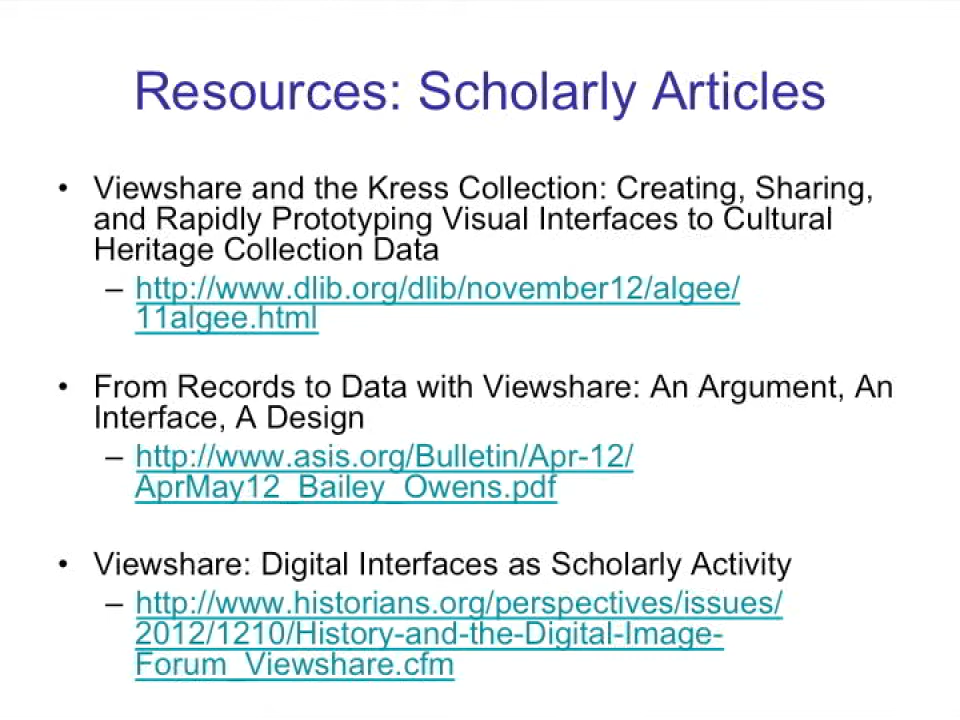 Resources: Scholarly Articles
• Viewshare and the Kress Collection: Creating, Sharing,
and Rapidly Prototyping Visual Interfaces to Cultural
Heritage Collection Data
– http://www.dlib.org/dlib/november12/algee/
11algee.html
• From Records to Data with Viewshare: An Argument, An
Interface, A Design
– http://www.asis.org/Bulletin/Apr-12/
AprMay12_Bailey_Owens.pdf
• Viewshare: Digital Interfaces as Scholarly Activity
– http://www.historians.org/perspectives/issues/
2012/1210/History-and-the-Digital-Image-
Forum_Viewshare.cfm